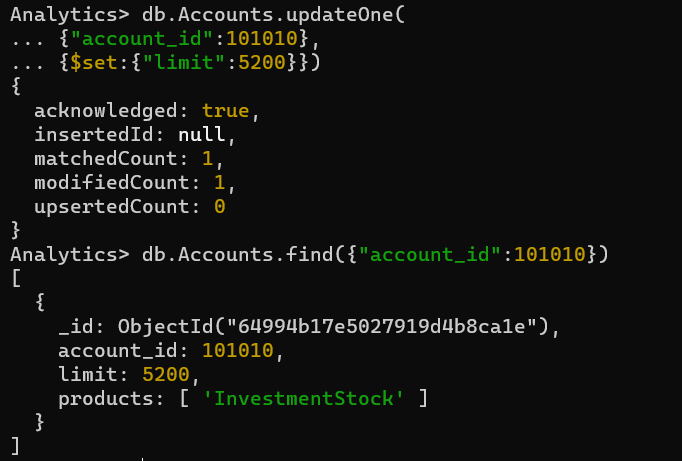 Analytics> db.Accounts.updateOne(
... {"account_id":101010},
... {$set:{"limit":5200}})
{
  acknowledged: true,
  insertedId: null,
  matchedCount: 1,
  modifiedCount: 1,
  upsertedCount: 0
}
Analytics> db.Accounts.find({"account_id":101010})
[
  {
    _id: ObjectId("64994b17e5027919d4b8ca1e"),
    account_id: 101010,
    limit: 5200,
    products: [ 'InvestmentStock' ]
  }
]